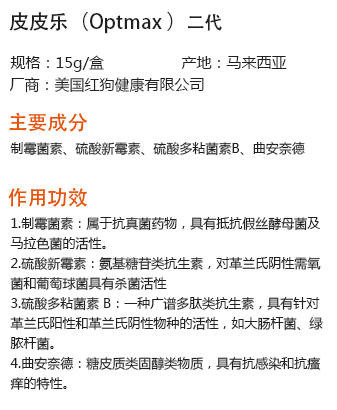 皮皮乐（Optmax ）二代
规格：15g/盒 产地：马来西亚
厂商：美国红狗健康有限公司
主要成分
制霉菌素、硫酸新霉素、硫酸多粘菌素B、曲安奈德
作用功效
1.制霉菌素：属于抗真菌药物，具有抵抗假丝酵母菌及
马拉色菌的活性。
2.硫酸新霉素：氨基糖苷类抗生素，对革兰氏阴性需氧
菌和葡萄球菌具有杀菌活性
3.硫酸多粘菌素 B：一种广谱多肽类抗生素，具有针对
革兰氏阳性和革兰氏阴性物种的活性，如大肠杆菌、绿
脓杆菌。
4.曲安奈德：糖皮质类固醇类物质，具有抗感染和抗瘙
痒的特性。